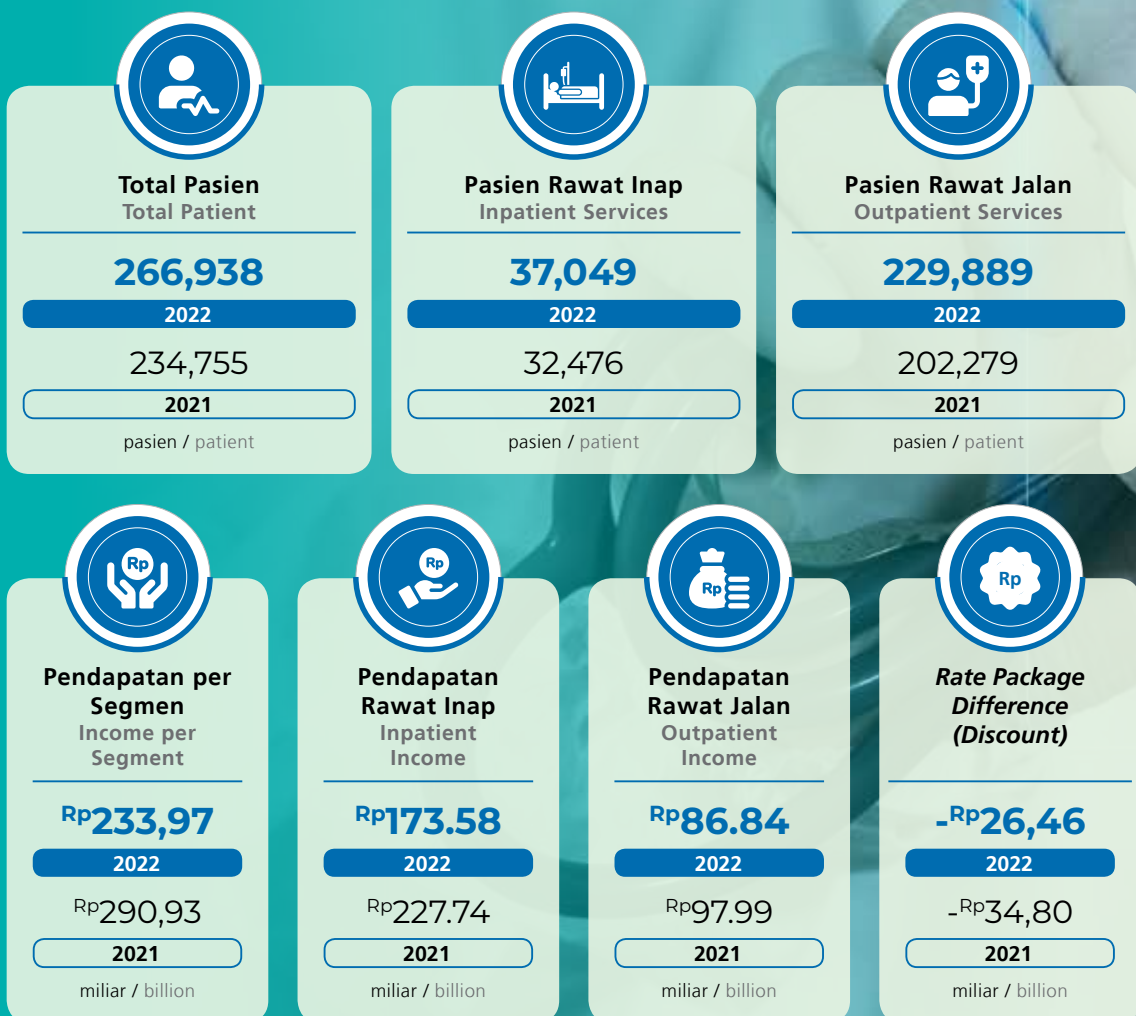 Total Pasien
Total Patient
266,938
2022
234,755
2021
pasien / patient
Pasien Rawat Inap
Inpatient Services
37,049
2022
32,476
2021
pasien / patient
Pasien Rawat Jalan
Outpatient Services
229,889
2022
202,279
2021
pasien / patient
Rp
Pendapatan per
Segmen
Income per
Segment
Rp233,97
2022
Rp290,93
2021
miliar / billion
Rp
Pendapatan
Rawat Inap
Inpatient
Income
Rp173.58
2022
Rp227.74
2021
miliar / billion
Rp
Pendapatan
Rawat Jalan
Outpatient
Income
Rp86.84
2022
Rp97.99
2021
miliar / billion
Rp
Rate Package
Difference
(Discount)
-Rp26,46
2022
-Rp34,80
2021
miliar / billion